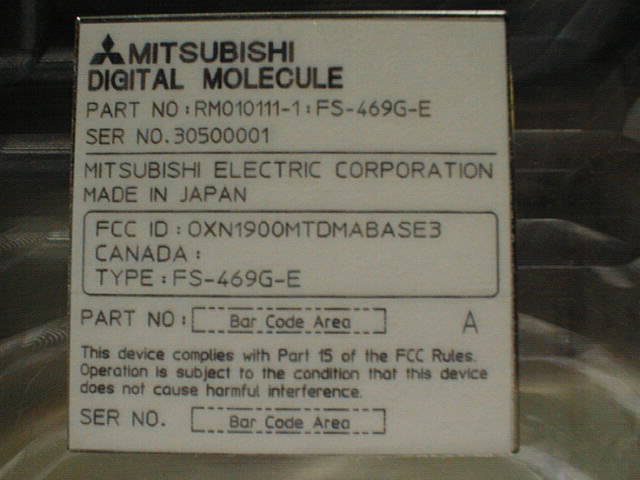 MITSUBISHI
DIGITAL MOLECULE
PART NO:RM010111-1:FS-469G-E
SER NO.30500001
MITSUBISHI ELECTRIC CORPORATION
MADE IN JAPAN
FCC ID:OXN1900MTDMABASE3
CANADA:
TYPE:FS-469G-E
PART NO: Bar Code Area A
This device complies with Part 15 of the FCC Rules.
Operation is subject to the condition that this device
does not cause harmful interference.
SER NO. Bar Code Area